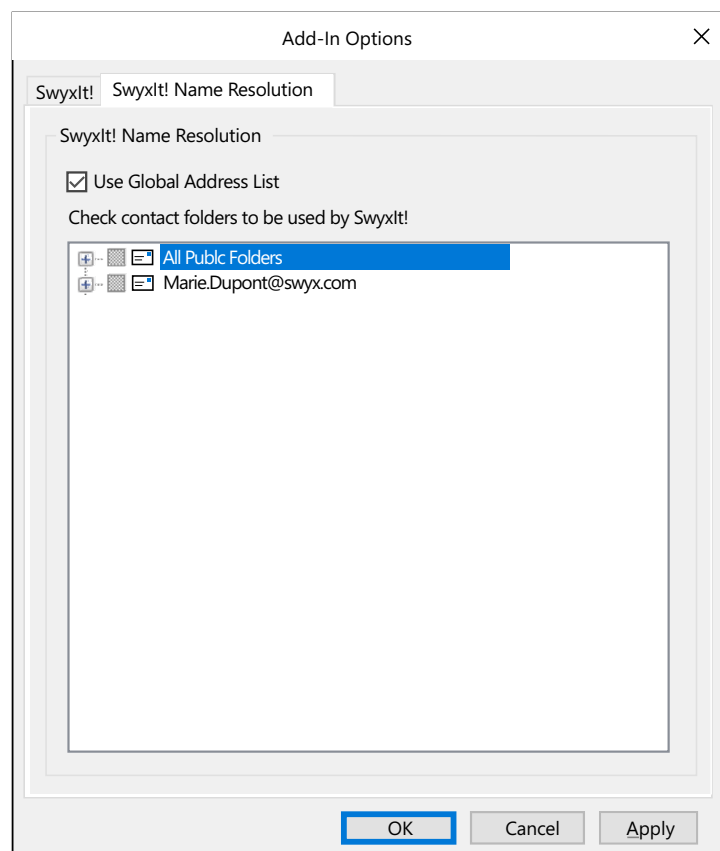 Add-In Options
SwyxIt! SwyxIt! Name Resolution
SwyxIt! Name Resolution
Use Global Address List
Check contact folders to be used by SwyxIt!
All Publc Folders
Marie.Dupont@swyx.com
OK Cancel Apply